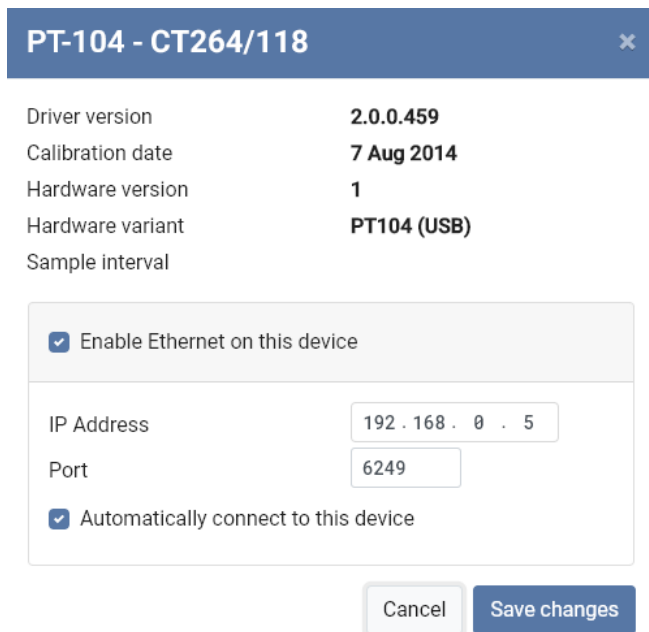 PT-104 - CT264/118 ×
Driver version 2.0.0.459
Calibration date 7 Aug 2014
Hardware version 1
Hardware variant PT104 (USB)
Sample interval
Enable Ethernet on this device
IP Address 192 . 168 . 0 . 5
Port 6249
Automatically connect to this device
Cancel Save changes